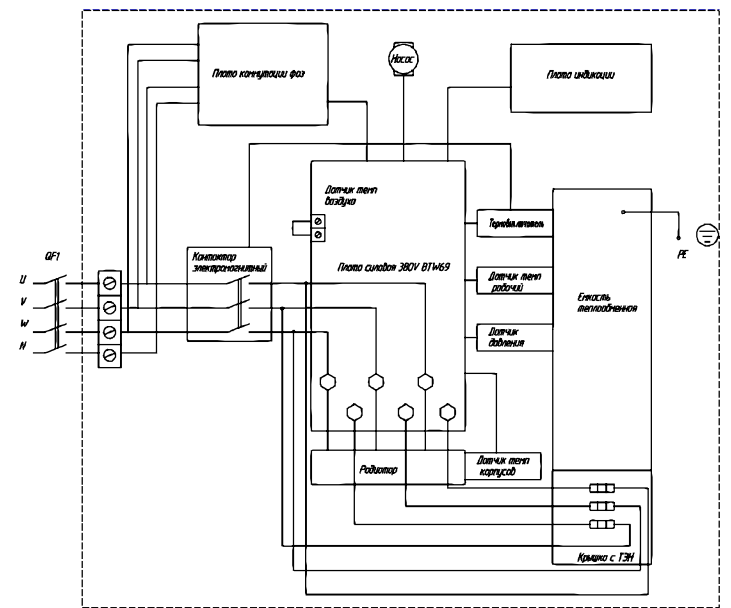 Плата коммутации фаз
Насос
Плата индикации
Датчик темп
воздуха
Термовыключатель
QF1
Контактор
электромагнитный
Плата силовая 380V BTW69
PE
U
V
W
N
Датчик темп
рабочий
Емкость
теплообменная
Датчик
давления
Радиатор
Датчик темп
корпусов
Крышка с ТЭН